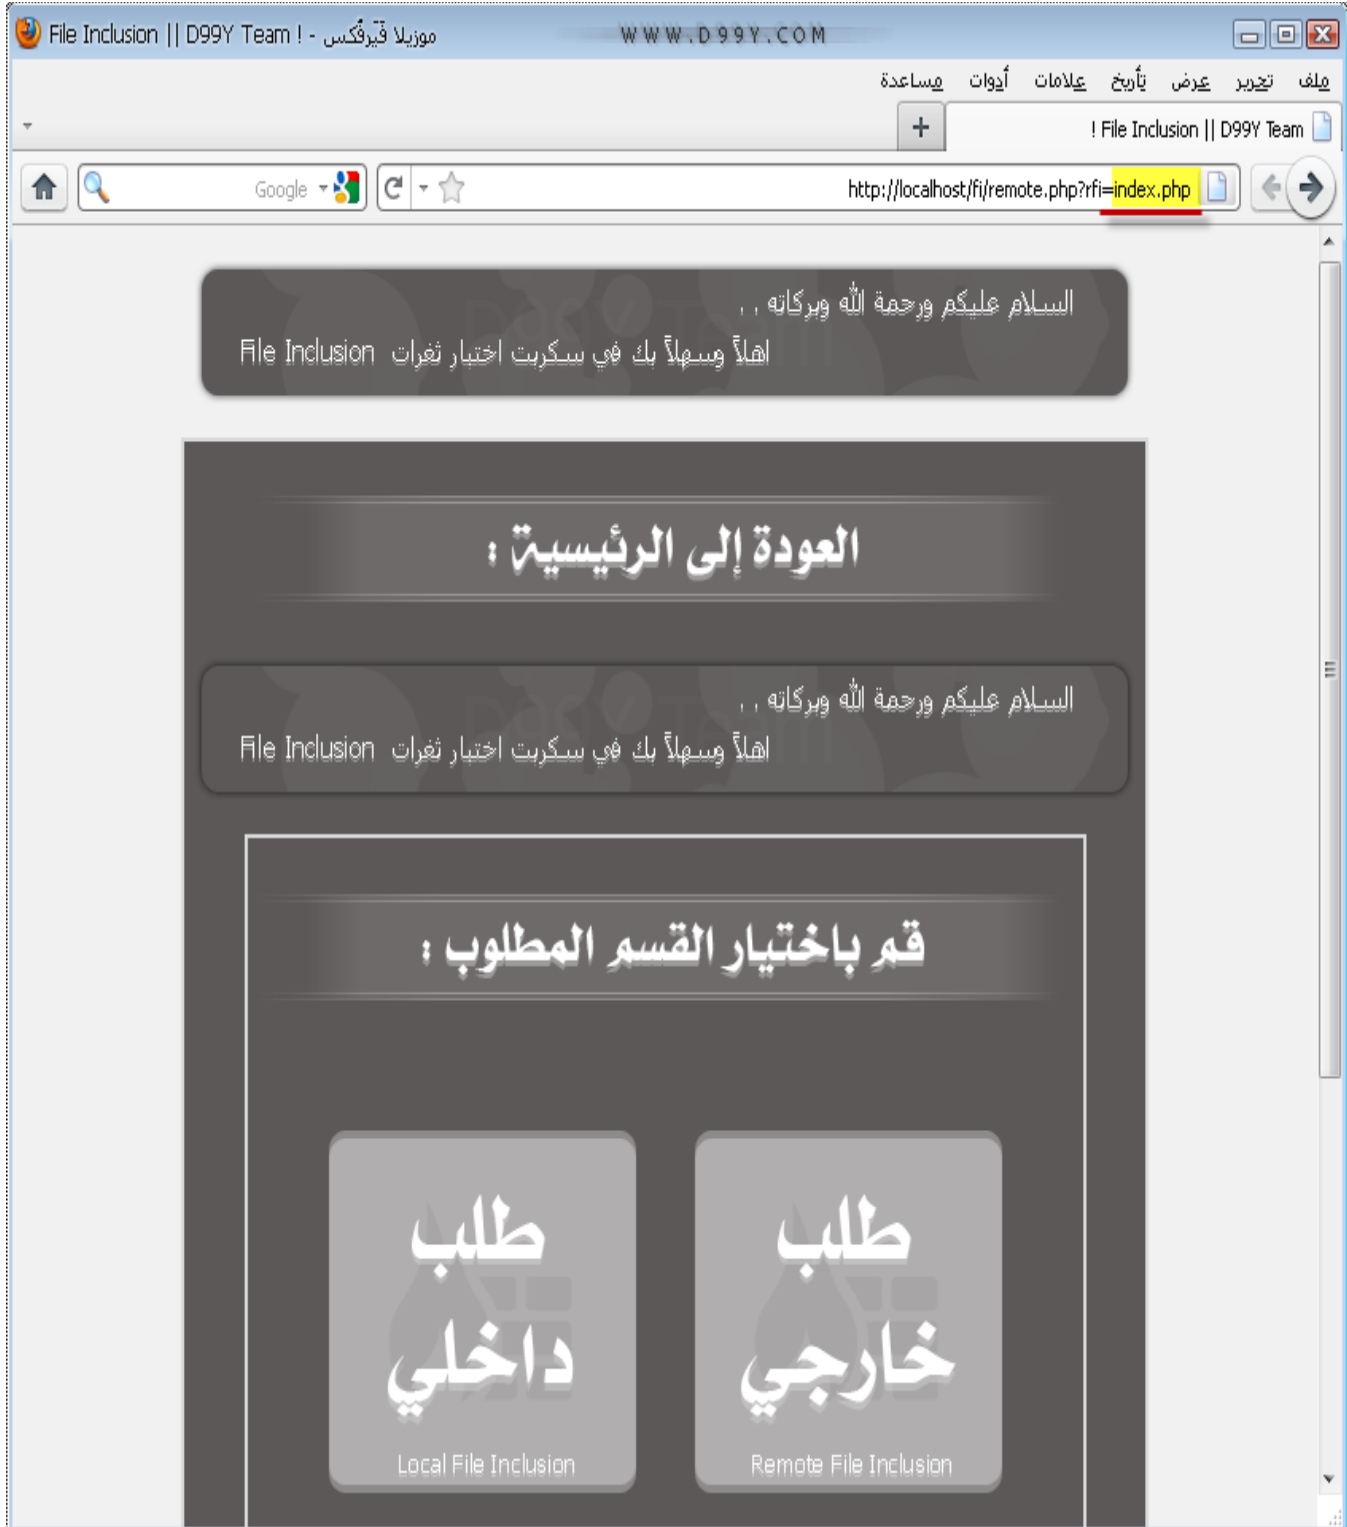 File Inclusion || D99Y Team ! - موزيلا فَيَرفُكس
WWW.D99Y.COM
ملف تحرير عرض تأريخ علامات أدوات مساعدة
! File Inclusion || D99Y Team
Google
http://localhost/fi/remote.php?rfi=index.php
السلام عليكم ورحمة الله وبركاته . .
اهلاً وسهلاً بك في سكربت اختبار ثغرات File Inclusion
العودة إلى الرئيسية :
السلام عليكم ورحمة الله وبركاته . .
اهلاً وسهلاً بك في سكربت اختبار ثغرات File Inclusion
قم باختيار القسم المطلوب :
طلب خارجي
Remote File Inclusion
طلب داخلي
Local File Inclusion